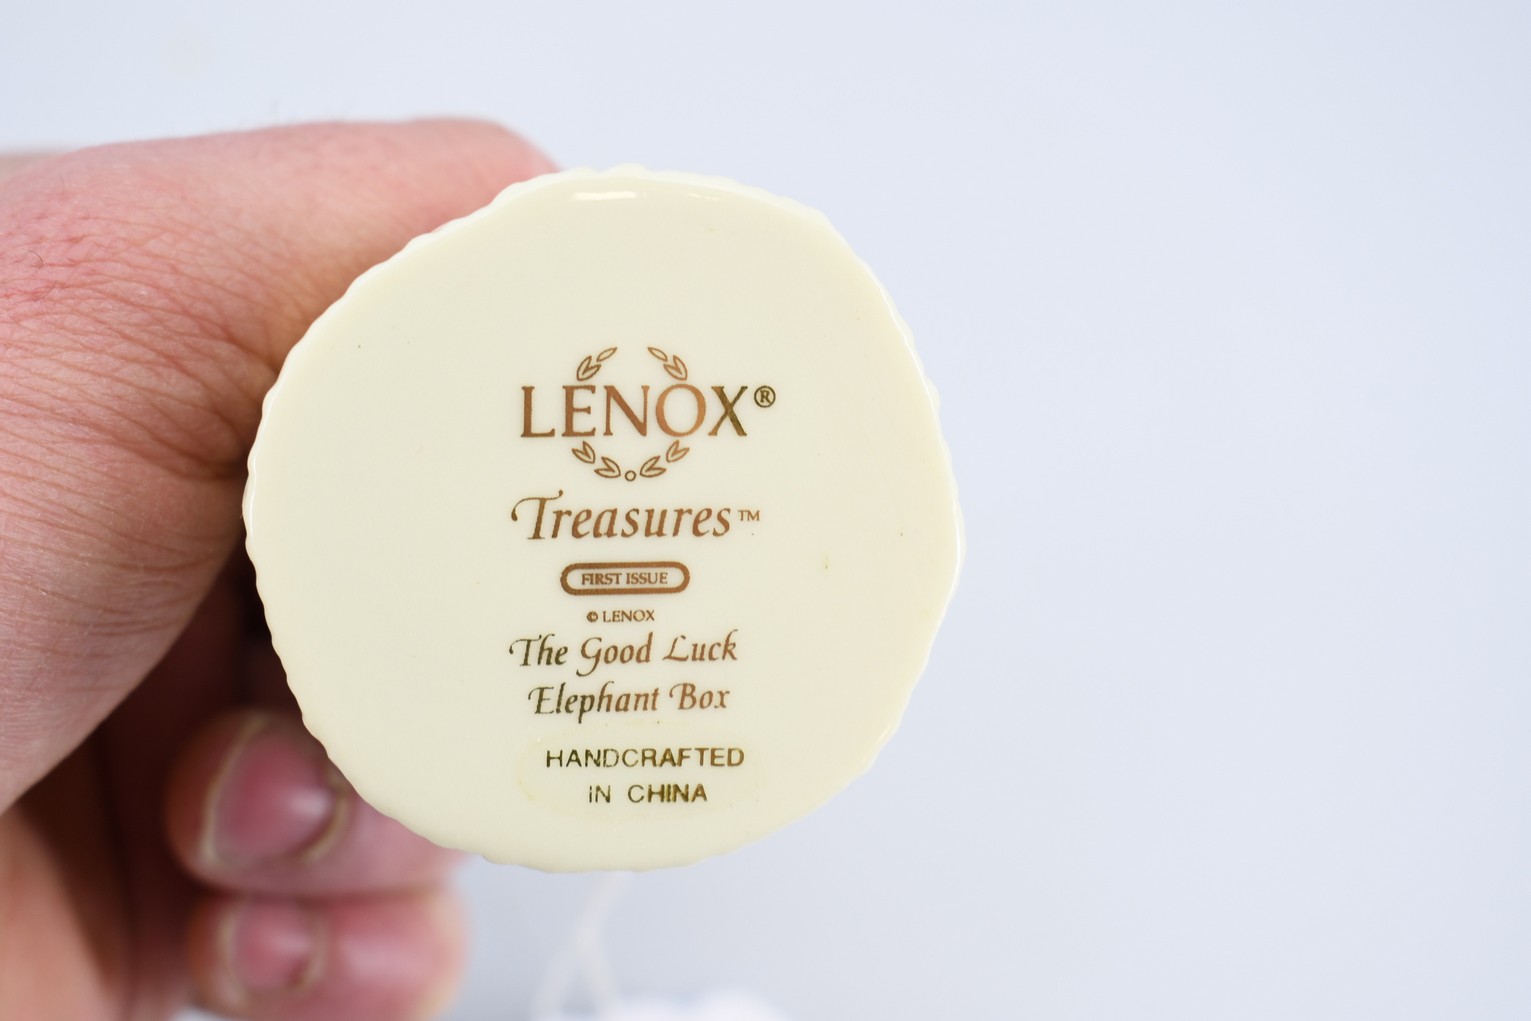 LENOX®
Treasures™
FIRST ISSUE
© LENOX
The Good Luck
Elephant Box
HANDCRAFTED
IN CHINA